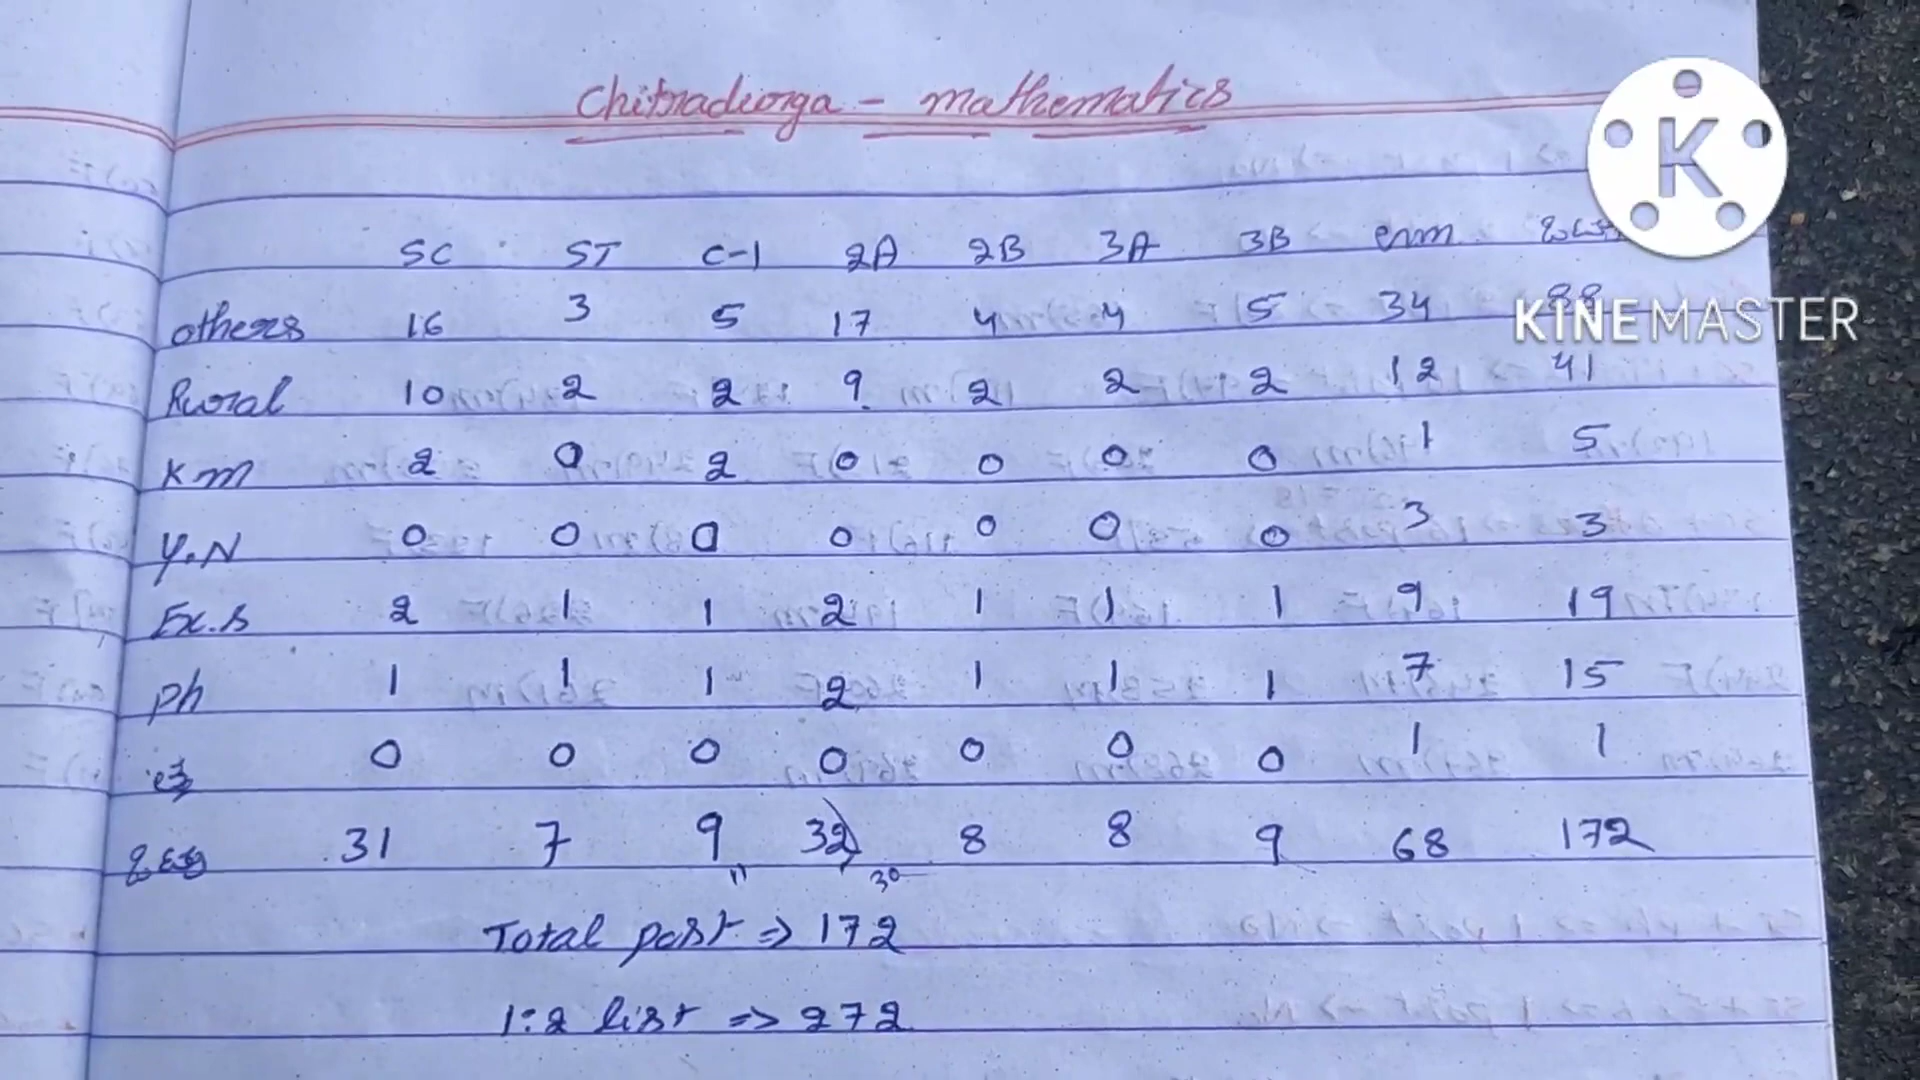 Chitradurga - mathematics
K
SC ST C-1 2A 2B 3A 3B
KINEMASTER
others 16 3 5 17 4 4 5 34 88
Rural 10 2 2 9 2 2 2 12 41
KM 2 0 2 0 0 0 0 1 5
Y.N 0 0 0 0 0 0 0 3 3
Ex.s 2 1 1 2 1 1 1 9 19
Ph 1 1 1 2 1 1 1 7 15
0 0 0 0 0 0 0 1 1
31 7 9 32 8 8 9 68 172
11 30
Total post => 172
1:2 list => 272